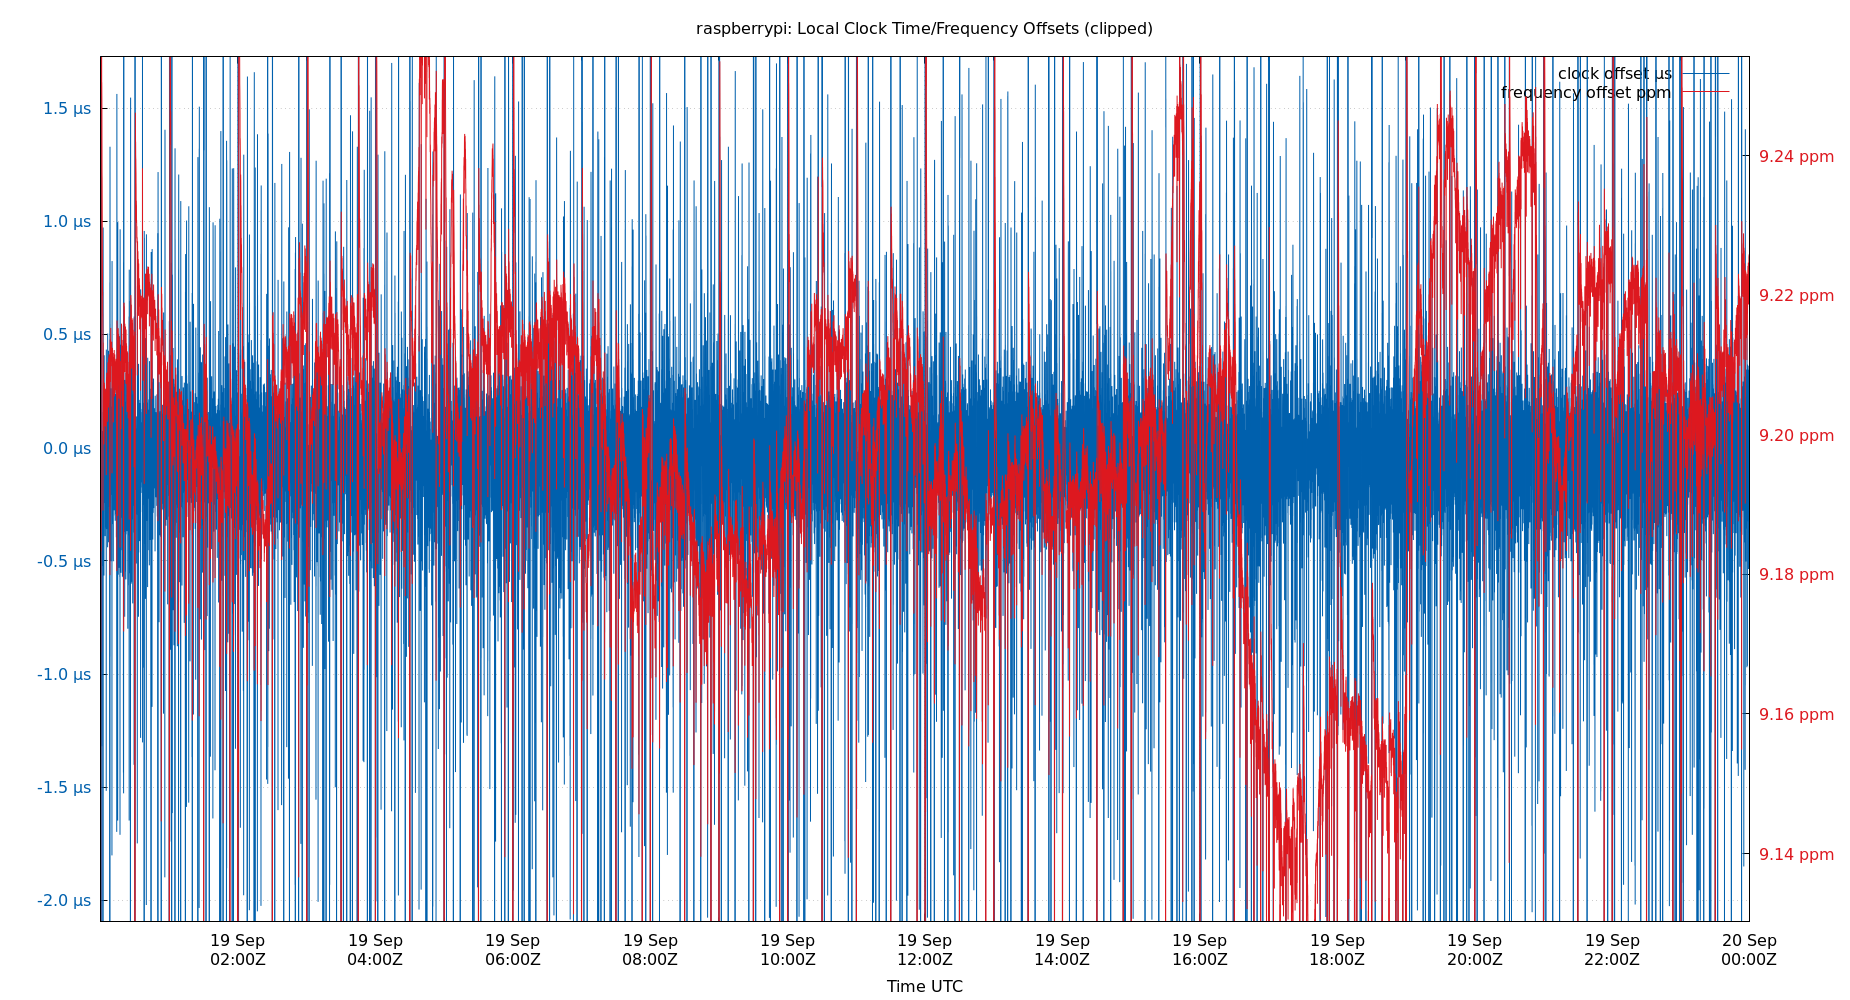 raspberrypi: Local Clock Time/Frequency Offsets (clipped)
clock offset µs
frequency offset ppm
1.5 µs
1.0 µs
0.5 µs
0.0 µs
-0.5 µs
-1.0 µs
-1.5 µs
-2.0 µs
9.24 ppm
9.22 ppm
9.20 ppm
9.18 ppm
9.16 ppm
9.14 ppm
19 Sep 19 Sep 19 Sep 19 Sep 19 Sep 19 Sep 19 Sep 19 Sep 19 Sep 19 Sep 19 Sep 20 Sep
02:00Z 04:00Z 06:00Z 08:00Z 10:00Z 12:00Z 14:00Z 16:00Z 18:00Z 20:00Z 22:00Z 00:00Z
Time UTC